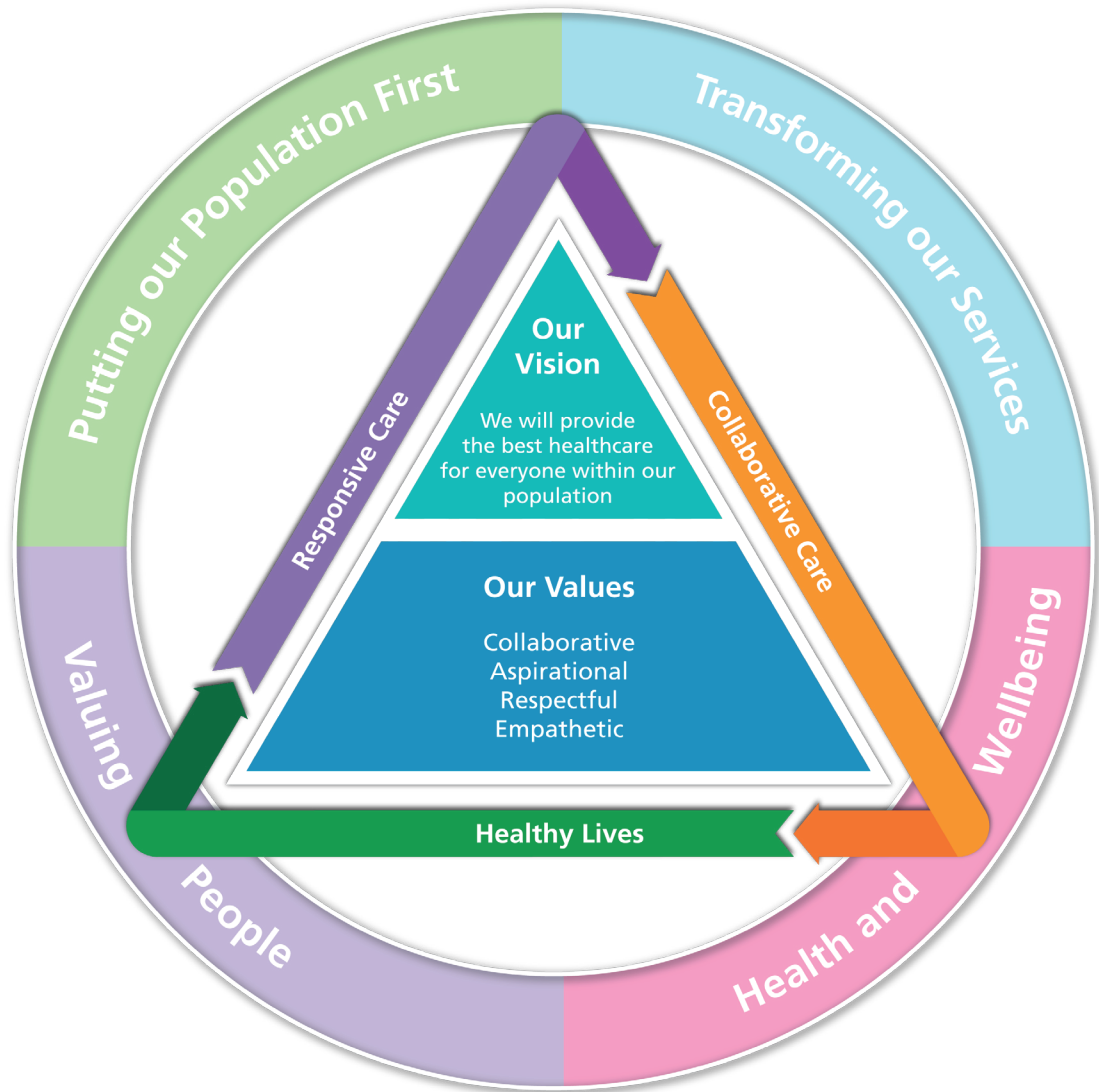 Putting our Population First
Transforming our Services
Responsive Care
Collaborative Care
Our
Vision
We will provide
the best healthcare
for everyone within our
population
Our Values
Collaborative
Aspirational
Respectful
Empathetic
Healthy Lives
Valuing
People
Health and
Wellbeing